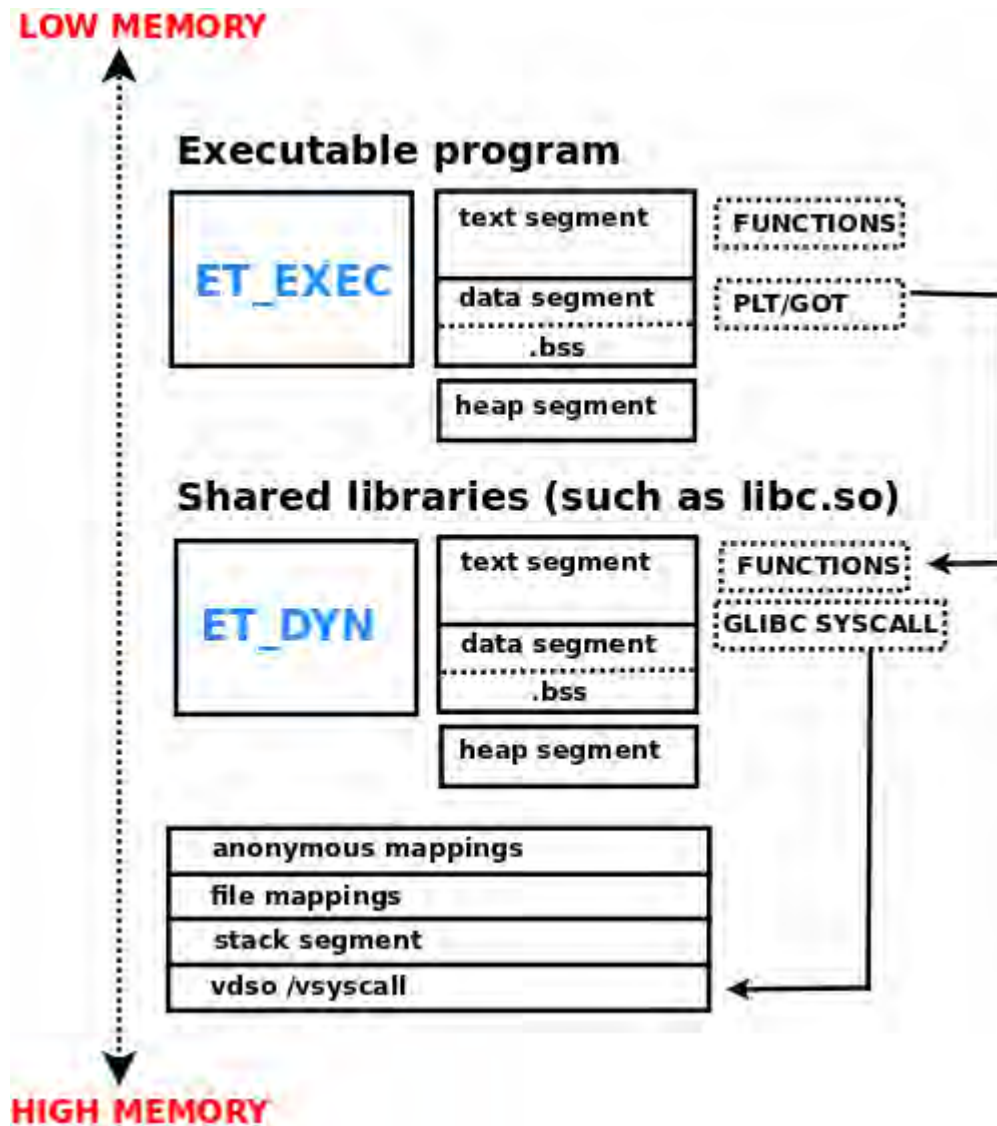 LOW MEMORY
Executable program
ET_EXEC
text segment
FUNCTIONS
data segment
PLT/GOT
.bss
heap segment
Shared libraries (such as libc.so)
ET_DYN
text segment
FUNCTIONS
GLIBC SYSCALL
data segment
.bss
heap segment
anonymous mappings
file mappings
stack segment
vdso /vsyscall
HIGH MEMORY